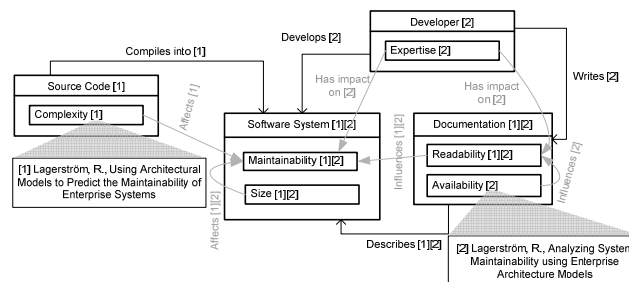 Developer [2]
Expertise [2]
Develops [2]
Compiles into [1]
Writes [2]
Source Code [1]
Complexity [1]
Affects [1]
Has impact
on [2]
Has impact
on [2]
Software System [1][2]
Maintainability [1][2]
Size [1][2]
Affects [1][2]
Influences [1][2]
Documentation [1][2]
Readability [1][2]
Availability [2]
Influences [2]
Describes [1][2]
[1] Lagerström, R., Using Architectural
Models to Predict the Maintainability of
Enterprise Systems
[2] Lagerström, R., Analyzing System
Maintainability using Enterprise
Architecture Models